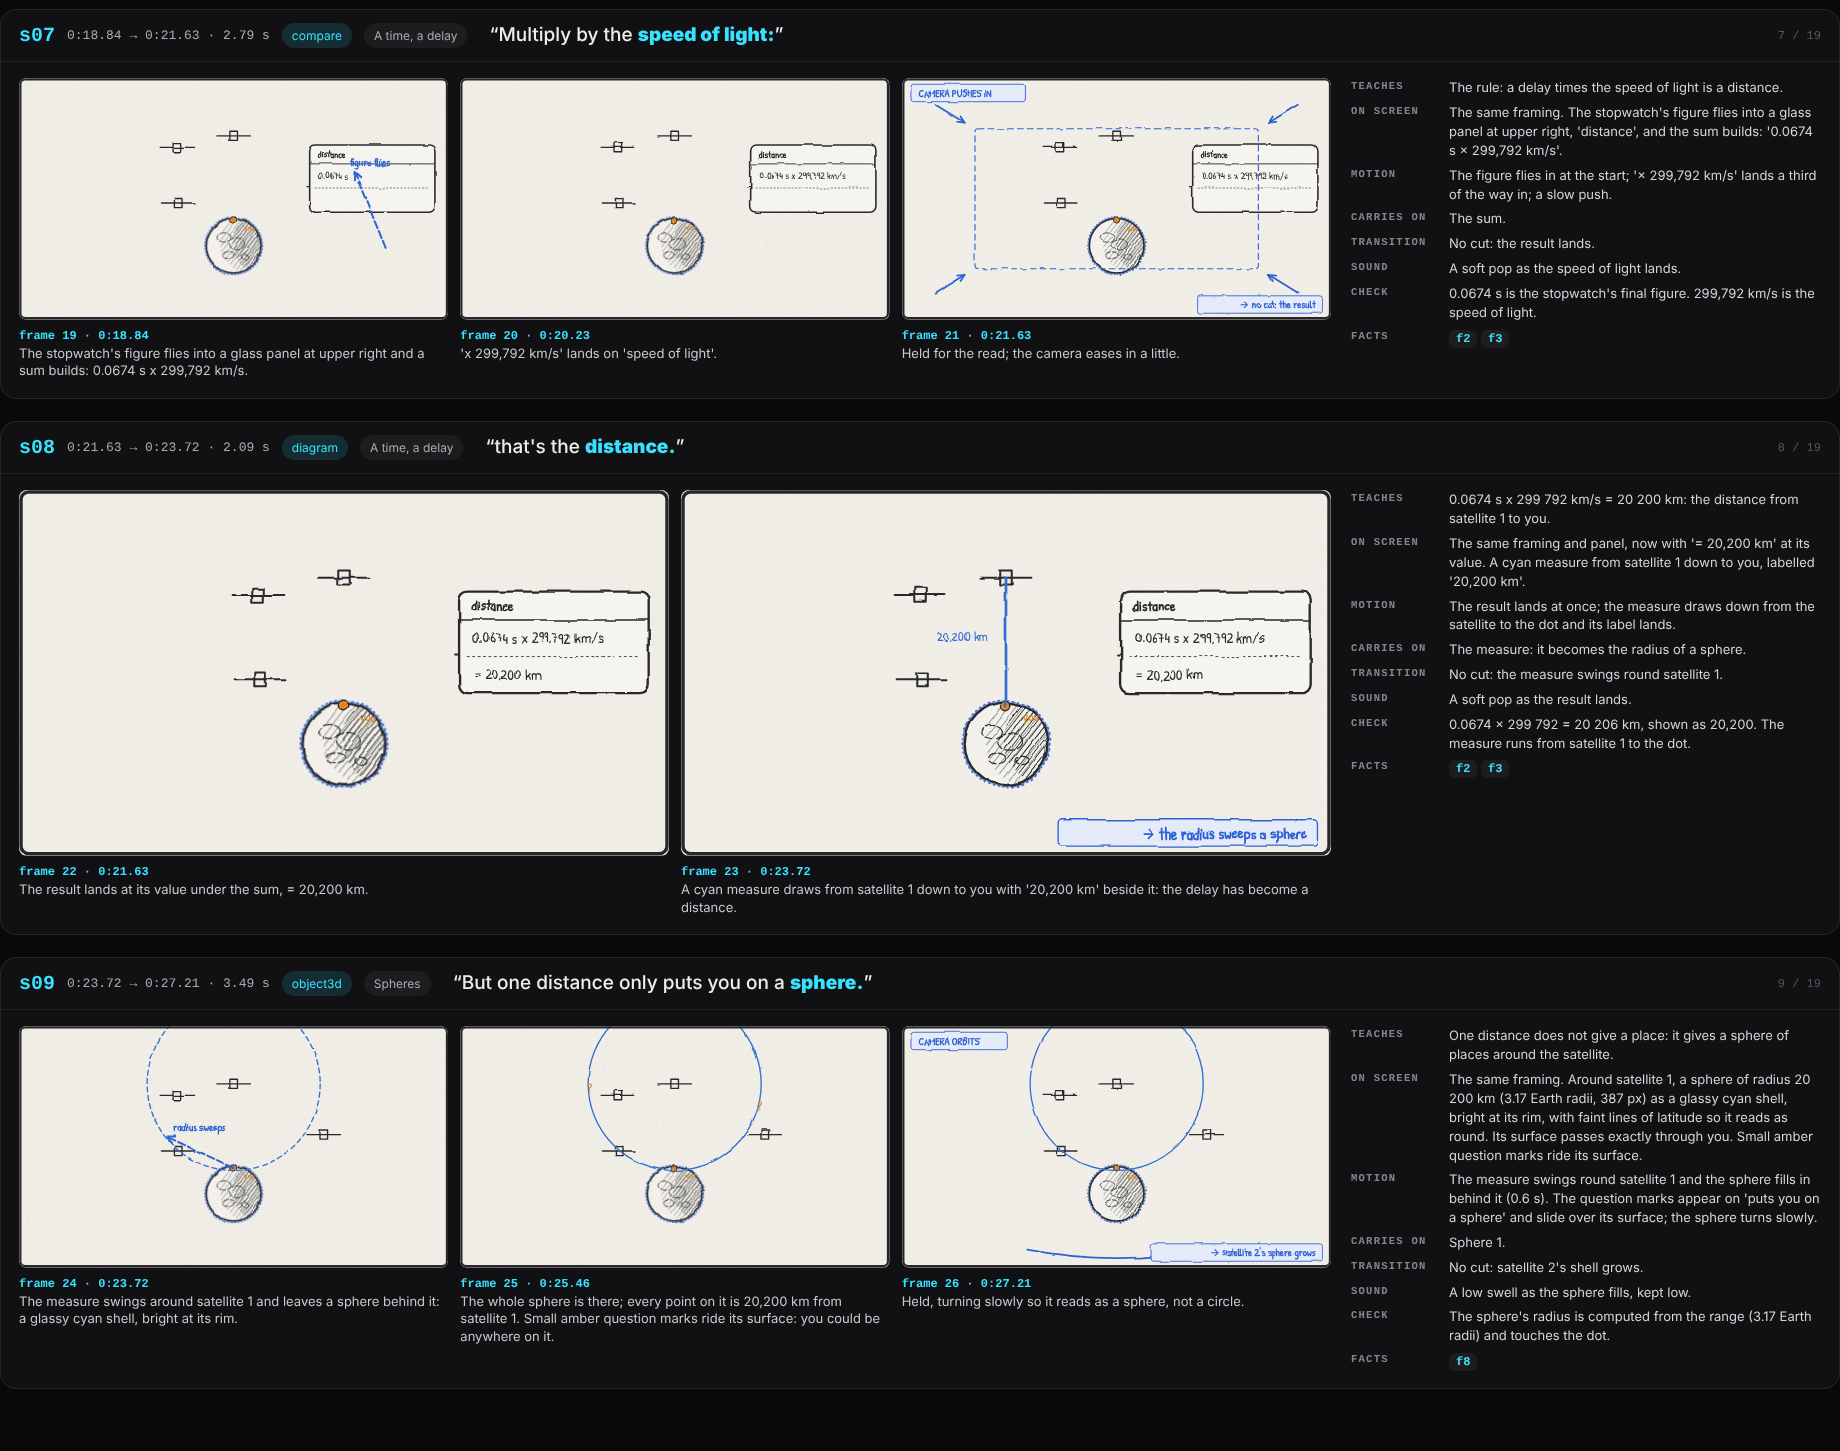 s07 0:18.84 → 0:21.63 · 2.79 s compare A time, a delay “Multiply by the speed of light:” 7 / 19
distance
figure flies
0.0674 s
distance
0.0674 s x 299,792 km/s
CAMERA PUSHES IN
distance
0.0674 s x 299,792 km/s
→ no cut: the result
frame 19 · 0:18.84
The stopwatch's figure flies into a glass panel at upper right and a
sum builds: 0.0674 s x 299,792 km/s.
frame 20 · 0:20.23
'x 299,792 km/s' lands on 'speed of light'.
frame 21 · 0:21.63
Held for the read; the camera eases in a little.
TEACHES The rule: a delay times the speed of light is a distance.
ON SCREEN The same framing. The stopwatch's figure flies into a glass
panel at upper right, 'distance', and the sum builds: '0.0674
s × 299,792 km/s'.
MOTION The figure flies in at the start; '× 299,792 km/s' lands a third
of the way in; a slow push.
CARRIES ON The sum.
TRANSITION No cut: the result lands.
SOUND A soft pop as the speed of light lands.
CHECK 0.0674 s is the stopwatch's final figure. 299,792 km/s is the
speed of light.
FACTS f2 f3
s08 0:21.63 → 0:23.72 · 2.09 s diagram A time, a delay “that's the distance.” 8 / 19
distance
0.0674 s x 299,792 km/s
= 20,200 km
20,200 km
distance
0.0674 s x 299,792 km/s
= 20,200 km
→ the radius sweeps a sphere
frame 22 · 0:21.63
The result lands at its value under the sum, = 20,200 km.
frame 23 · 0:23.72
A cyan measure draws from satellite 1 down to you with '20,200 km' beside it: the delay has become a
distance.
TEACHES 0.0674 s x 299 792 km/s = 20 200 km: the distance from
satellite 1 to you.
ON SCREEN The same framing and panel, now with '= 20,200 km' at its
value. A cyan measure from satellite 1 down to you, labelled
'20,200 km'.
MOTION The result lands at once; the measure draws down from the
satellite to the dot and its label lands.
CARRIES ON The measure: it becomes the radius of a sphere.
TRANSITION No cut: the measure swings round satellite 1.
SOUND A soft pop as the result lands.
CHECK 0.0674 × 299 792 = 20 206 km, shown as 20,200. The
measure runs from satellite 1 to the dot.
FACTS f2 f3
s09 0:23.72 → 0:27.21 · 3.49 s object3d Spheres “But one distance only puts you on a sphere.” 9 / 19
radius sweeps
CAMERA ORBITS
→ satellite 2's sphere grows
frame 24 · 0:23.72
The measure swings around satellite 1 and leaves a sphere behind it:
a glassy cyan shell, bright at its rim.
frame 25 · 0:25.46
The whole sphere is there; every point on it is 20,200 km from
satellite 1. Small amber question marks ride its surface: you could be
anywhere on it.
frame 26 · 0:27.21
Held, turning slowly so it reads as a sphere, not a circle.
TEACHES One distance does not give a place: it gives a sphere of
places around the satellite.
ON SCREEN The same framing. Around satellite 1, a sphere of radius 20
200 km (3.17 Earth radii, 387 px) as a glassy cyan shell,
bright at its rim, with faint lines of latitude so it reads as
round. Its surface passes exactly through you. Small amber
question marks ride its surface.
MOTION The measure swings round satellite 1 and the sphere fills in
behind it (0.6 s). The question marks appear on 'puts you on
a sphere' and slide over its surface; the sphere turns slowly.
CARRIES ON Sphere 1.
TRANSITION No cut: satellite 2's shell grows.
SOUND A low swell as the sphere fills, kept low.
CHECK The sphere's radius is computed from the range (3.17 Earth
radii) and touches the dot.
FACTS f8